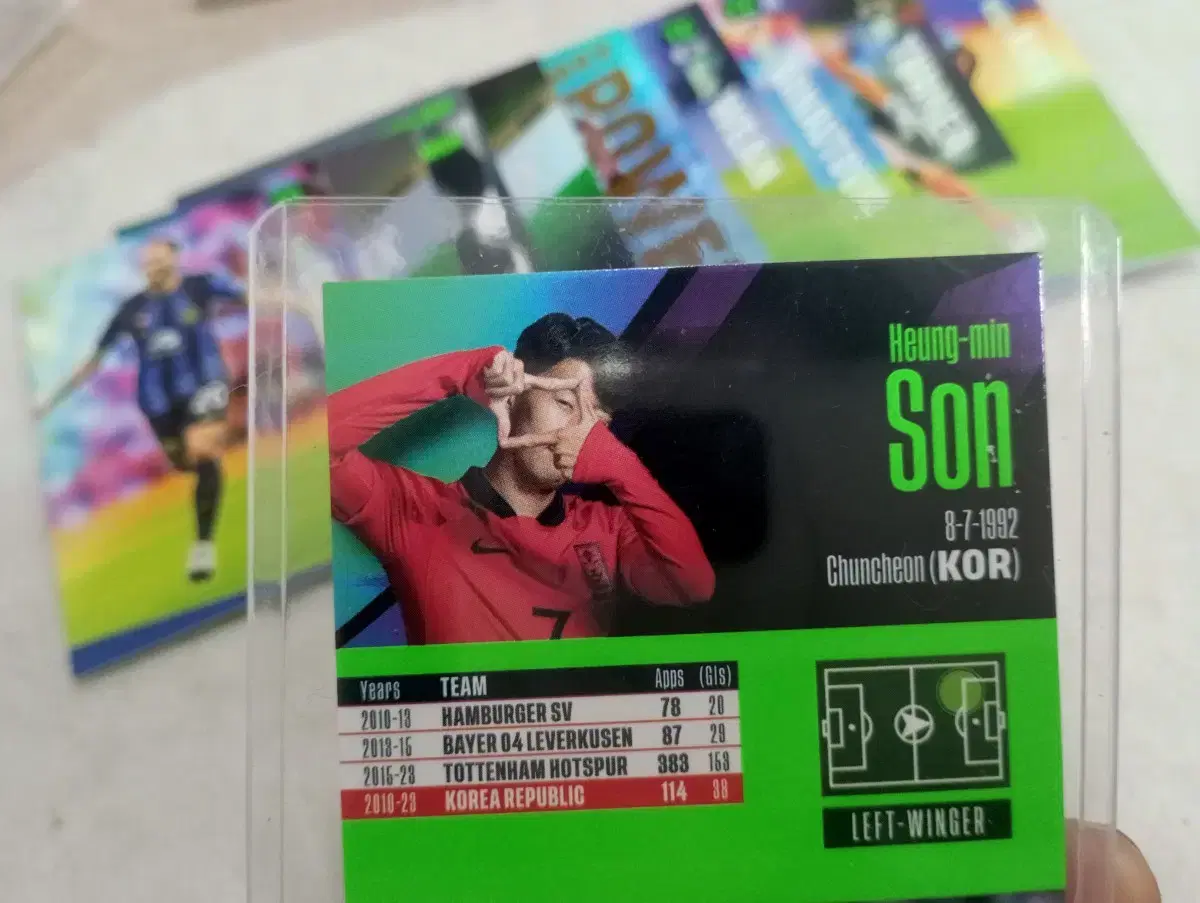 POWE
Heung-min
Son
8-7-1992
Chuncheon (KOR)
7
Years TEAM Apps (Gls)
2010-13 HAMBURGER SV 78 20
2013-15 BAYER 04 LEVERKUSEN 87 29
2015-23 TOTTENHAM HOTSPUR 383 153
2010-23 KOREA REPUBLIC 114 38
LEFT-WINGER